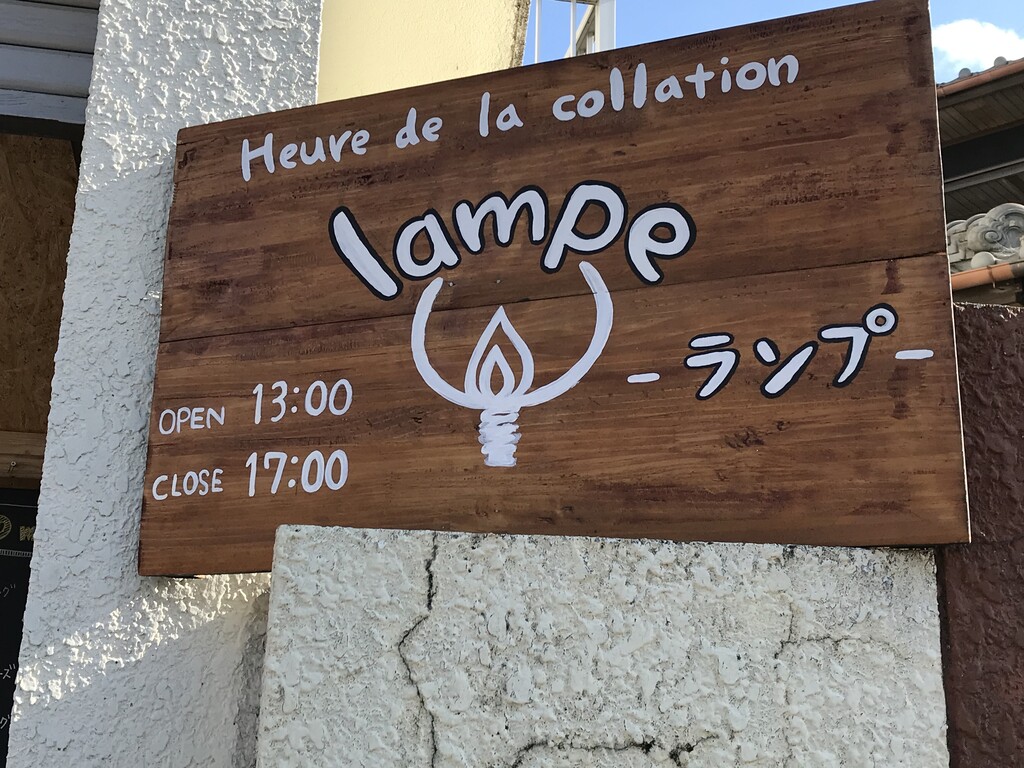 Heure de la collation
lampe
-ランプ-
OPEN 13:00
CLOSE 17:00